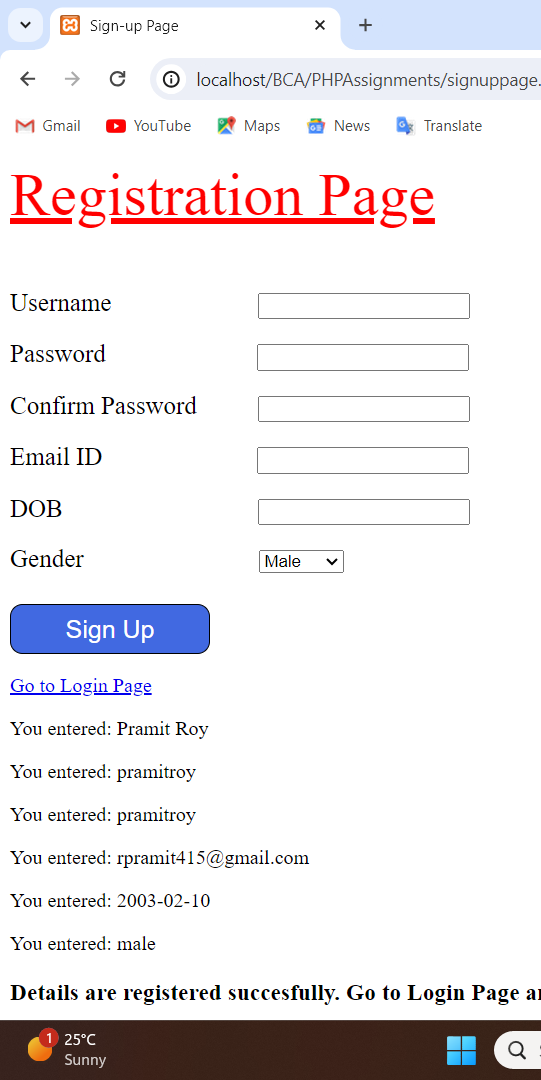 Sign-up Page
localhost/BCA/PHPAssignments/signuppage.
Gmail YouTube Maps News Translate
Registration Page
Username
Password
Confirm Password
Email ID
DOB
Gender Male
Sign Up
Go to Login Page
You entered: Pramit Roy
You entered: pramitroy
You entered: pramitroy
You entered: rpramit415@gmail.com
You entered: 2003-02-10
You entered: male
Details are registered succesfully. Go to Login Page
1 25°C
Sunny